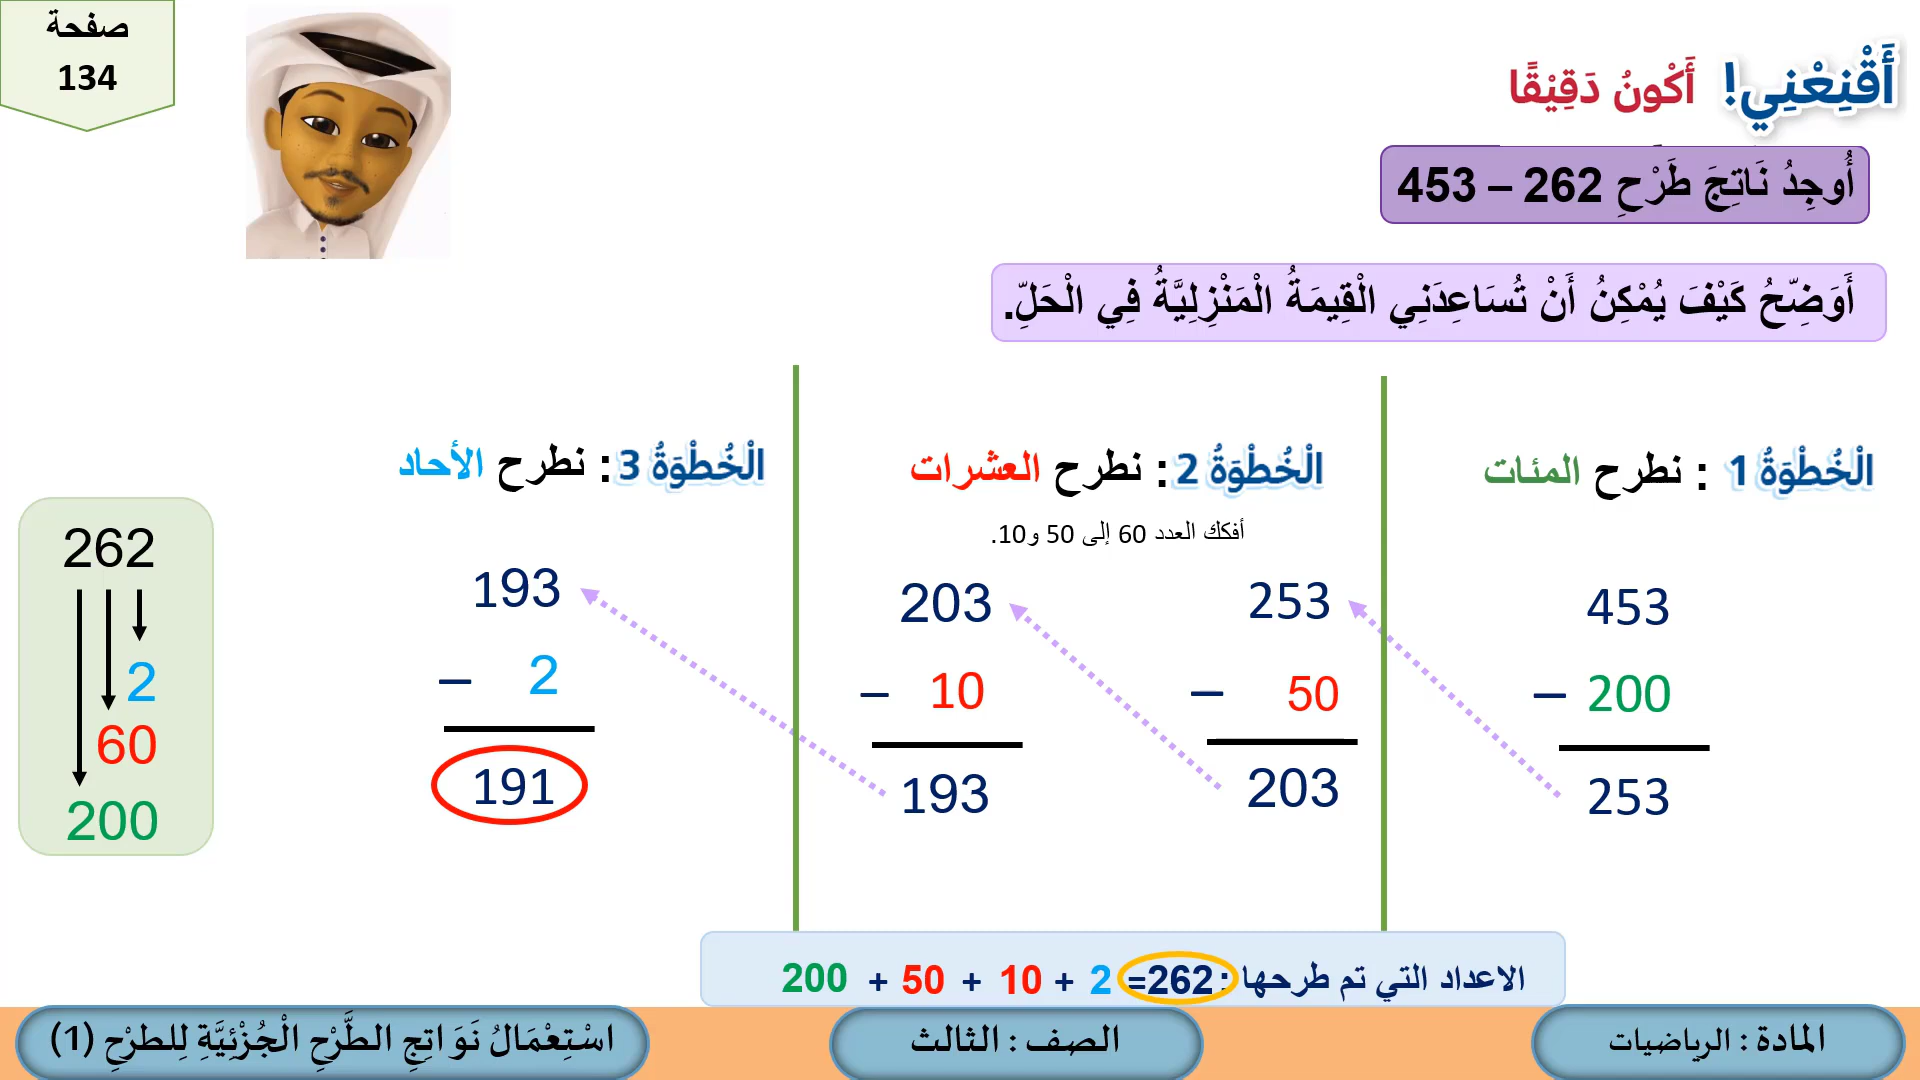 صفحة
134
أَقْنِعْنِي! أَكْونُ دَقِيْقًا
أُوجِدُ نَاتِجَ طَرْحِ 262 – 453
أَوَضِّحُ كَيْفَ يُمْكِنُ أَنْ تُسَاعِدَنِي الْقِيمَةُ الْمَنْزِلِيَّةُ فِي الْحَلِّ.
الْخُطْوَةُ 1 : نطرح المئات
453
– 200
253
الْخُطْوَةُ 2 : نطرح العشرات
أفكك العدد 60 إلى 50 و10.
253
– 50
203
203
– 10
193
الْخُطْوَةُ 3 : نطرح الأحاد
193
– 2
191
262
2
60
200
الاعداد التي تم طرحها : 262= 2 + 10 + 50 + 200
المادة : الرياضيات
الصف : الثالث
اسْتِعْمَالُ نَوَاتِجِ الطَّرْحِ الْجُزْئِيَّةِ لِلطرْحِ (1)